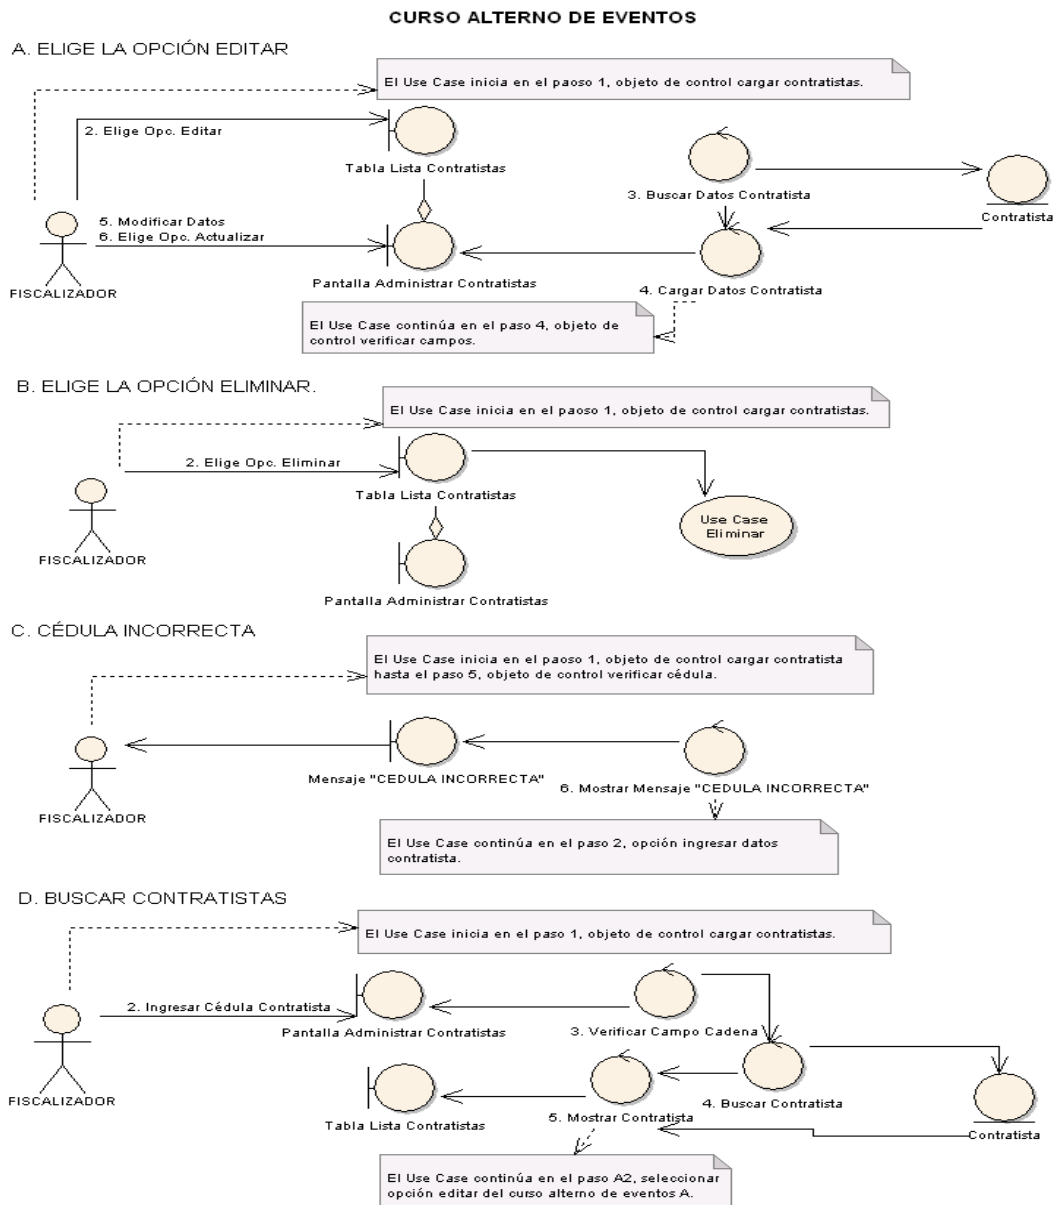 CURSO ALTERNO DE EVENTOS
A. ELIGE LA OPCIÓN EDITAR
El Use Case inicia en el paoso 1, objeto de control cargar contratistas.
2. Elige Opc. Editar
Tabla Lista Contratistas
3. Buscar Datos Contratista
Contratista
5. Modificar Datos
6. Elige Opc. Actualizar
FISCALIZADOR
Pantalla Administrar Contratistas
4. Cargar Datos Contratista
El Use Case continúa en el paso 4, objeto de
control verificar campos.
B. ELIGE LA OPCIÓN ELIMINAR.
El Use Case inicia en el paoso 1, objeto de control cargar contratistas.
2. Elige Opc. Eliminar
Tabla Lista Contratistas
Use Case
Eliminar
FISCALIZADOR
Pantalla Administrar Contratistas
C. CÉDULA INCORRECTA
El Use Case inicia en el paoso 1, objeto de control cargar contratista
hasta el paso 5, objeto de control verificar cédula.
Mensaje "CEDULA INCORRECTA"
6. Mostrar Mensaje "CEDULA INCORRECTA"
FISCALIZADOR
El Use Case continúa en el paso 2, opción ingresar datos
contratista.
D. BUSCAR CONTRATISTAS
El Use Case inicia en el paso 1, objeto de control cargar contratistas.
2. Ingresar Cédula Contratista
Pantalla Administrar Contratistas
3. Verificar Campo Cadena
FISCALIZADOR
Tabla Lista Contratistas
5. Mostrar Contratista
4. Buscar Contratista
Contratista
El Use Case continúa en el paso A2, seleccionar
opción editar del curso alterno de eventos A.